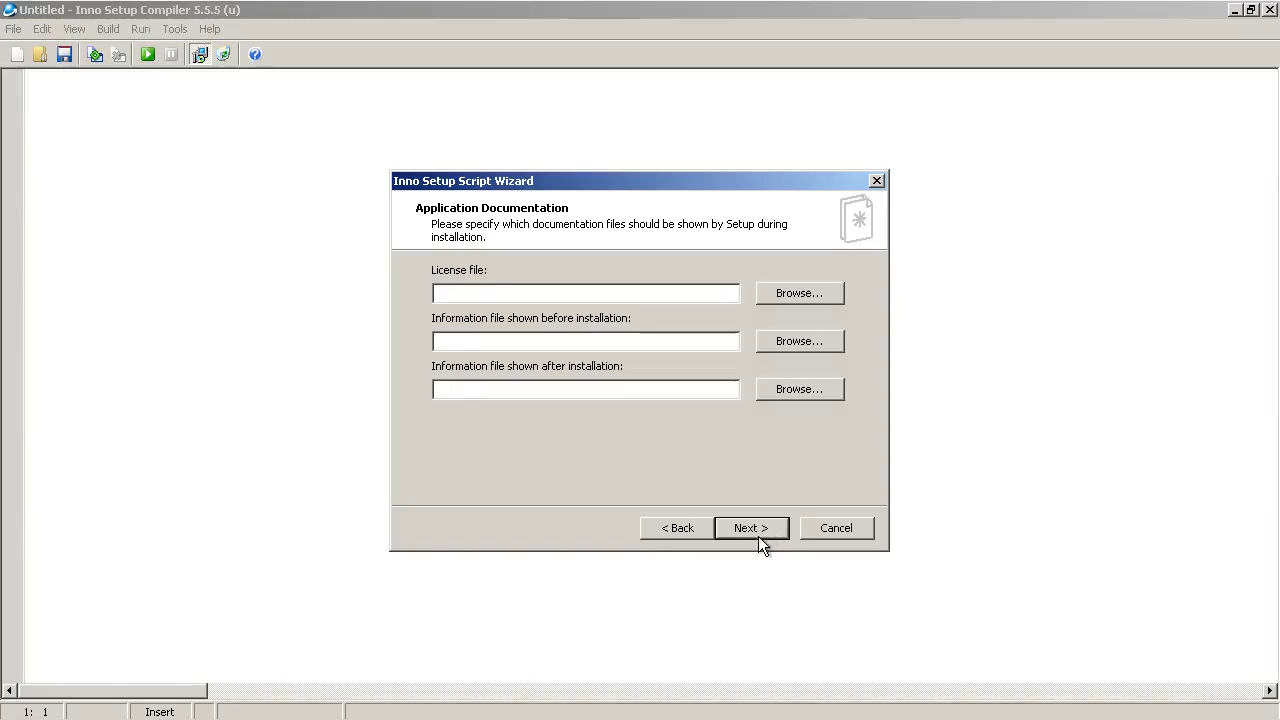 Untitled - Inno Setup Compiler 5.5.5 (u)
File Edit View Build Run Tools Help
Inno Setup Script Wizard
Application Documentation
Please specify which documentation files should be shown by Setup during
installation.
License file:
Browse...
Information file shown before installation:
Browse...
Information file shown after installation:
Browse...
< Back Next > Cancel
1: 1 Insert